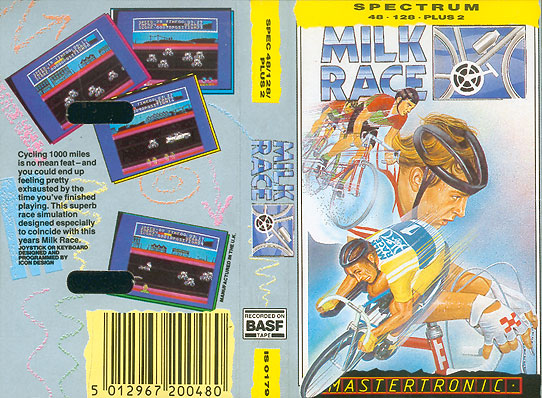 Cycling 1000 miles
is no mean feat – and
you could end up
feeling pretty
exhausted by the
time you've finished
playing. This superb
race simulation
designed especially
to coincide with this
years Milk Race.
JOYSTICK OR KEYBOARD
DESIGNED AND
PROGRAMMED BY
ICON DESIGN
MANUFACTURED IN THE U.K.
5 012967 200480
SPEC 48/128/
PLUS 2
MILK
RACE
RECORDED ON
BASF
TAPE
IS 0179
SPECTRUM
48 · 128 · PLUS 2
MILK
RACE
MASTERTRONIC